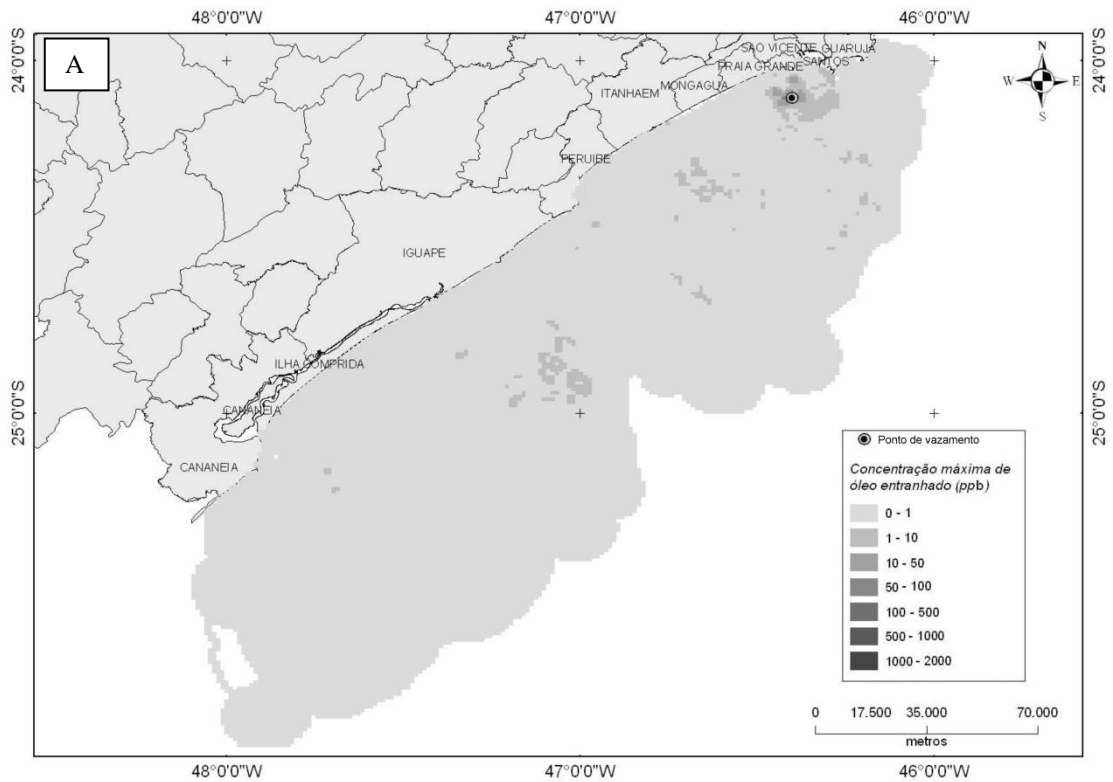 48°0'0"W 47°0'0"W 46°0'0"W
24°0'0"S
24°0'0"S
A
N
W E
S
SAO VICENTE GUARUJA
SANTOS
PRAIA GRANDE
MONGAGUA
ITANHAEM
PERUIBE
IGUAPE
ILHA COMPRIDA
CANANEIA
CANANEIA
25°0'0"S
25°0'0"S
Ponto de vazamento
Concentração máxima de
óleo entranhado (ppb)
0 - 1
1 - 10
10 - 50
50 - 100
100 - 500
500 - 1000
1000 - 2000
0 17.500 35.000 70.000
metros
48°0'0"W 47°0'0"W 46°0'0"W